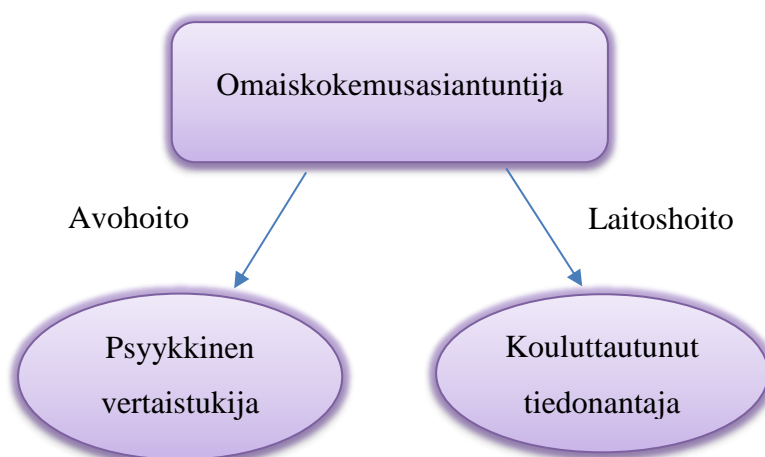 Omaiskokemusasiantuntija
Avohoito
Laitoshoito
Psyykkinen
vertaistukija
Kouluttautunut
tiedonantaja